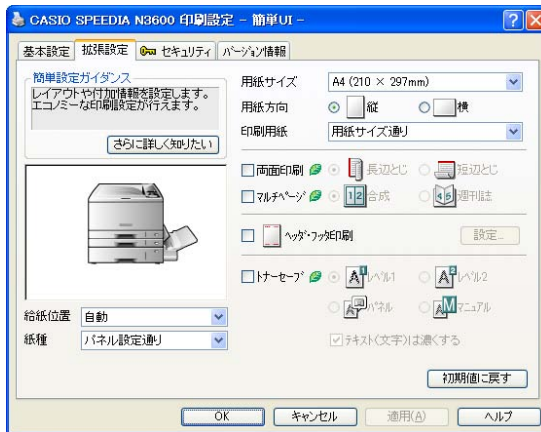 CASIO SPEEDIA N3600 印刷設定 - 簡単UI -
基本設定 拡張設定 セキュリティ バージョン情報
簡単設定ガイダンス
レイアウトや付加情報を設定します。
エコノミーな印刷設定が行えます。
さらに詳しく知りたい
給紙位置 自動
紙種 パネル設定通り
用紙サイズ A4 (210 × 297mm)
用紙方向 縦 横
印刷用紙 用紙サイズ通り
両面印刷 長辺とじ 短辺とじ
マルチページ 12 合成 45 週刊誌
ヘッダ・フッタ印刷 設定...
トナーセーブ A1 レベル1 A2 レベル2
A パネル AM マニュアル
テキスト(文字)は濃くする
初期値に戻す
OK キャンセル 適用(A) ヘルプ